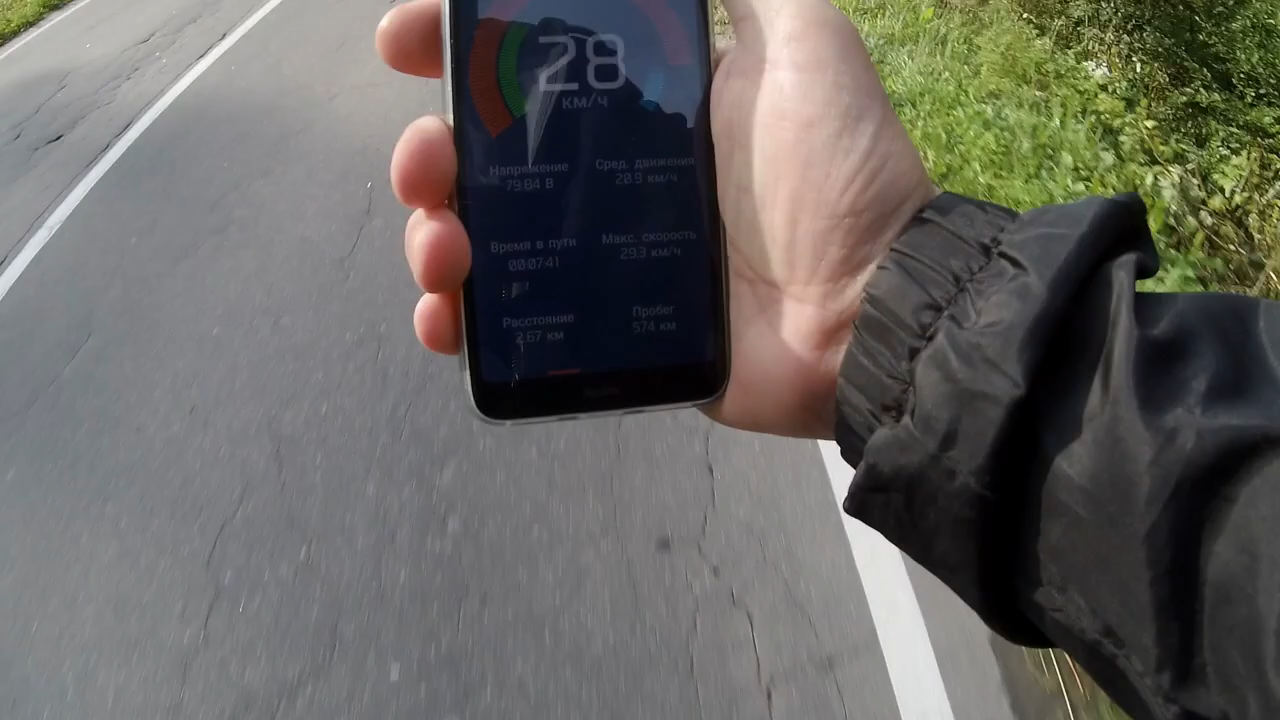 28
км/ч
Напряжение
79.84 В
Сред. движения
20.9 км/ч
Время в пути
00:07:41
Макс. скорость
29.3 км/ч
Расстояние
2.67 км
Пробег
574 км